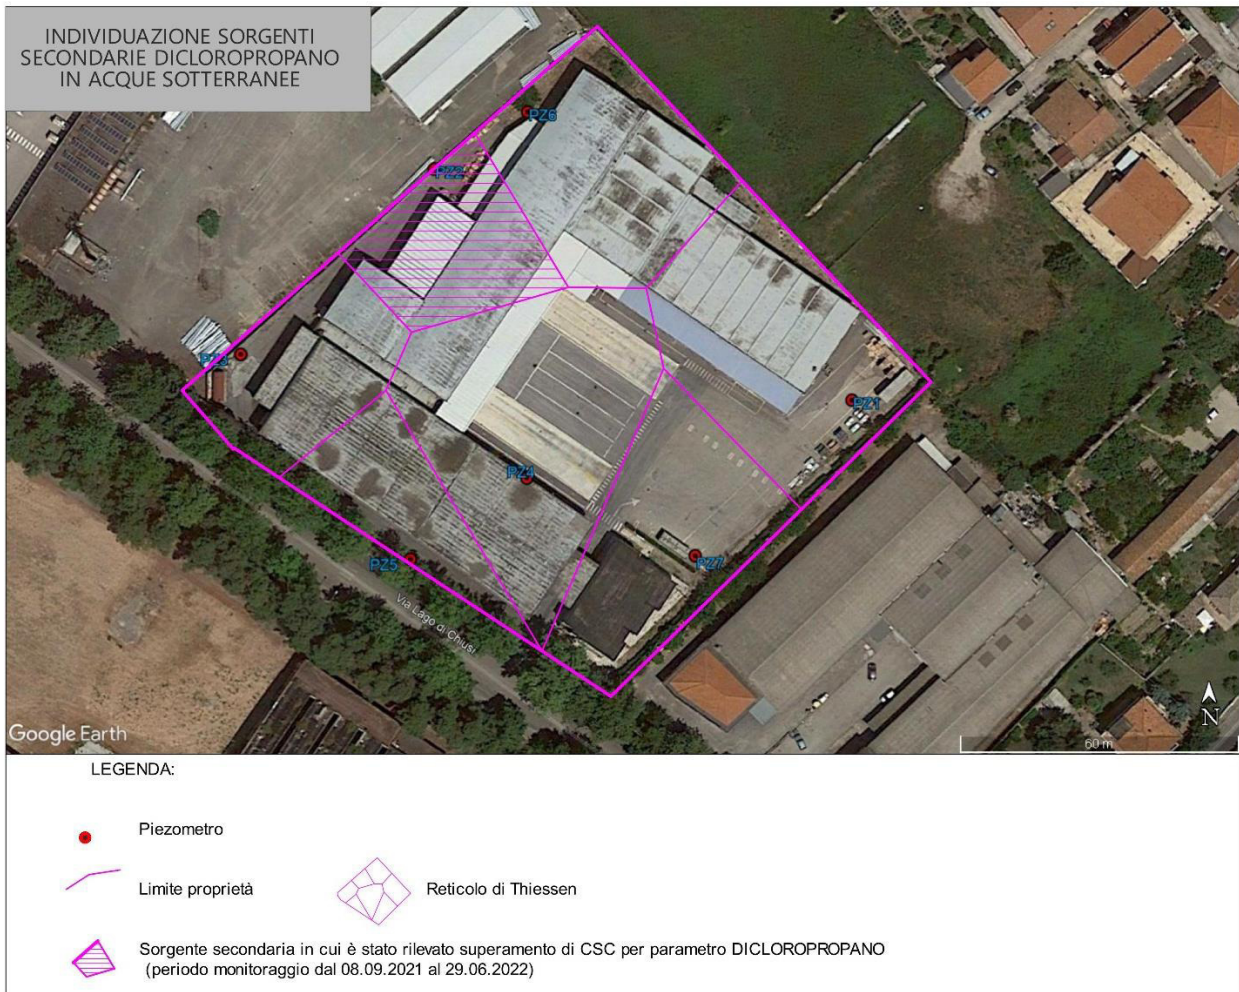 INDIVIDUAZIONE SORGENTI
SECONDARIE DICLOROPROPANO
IN ACQUE SOTTERRANEE
PZ6
PZ2
PZ3
PZ1
PZ4
PZ5
PZ7
Via Lago di Chiusi
Google Earth
N
60 m
LEGENDA:
Piezometro
Limite proprietà
Reticolo di Thiessen
Sorgente secondaria in cui è stato rilevato superamento di CSC per parametro DICLOROPROPANO
(periodo monitoraggio dal 08.09.2021 al 29.06.2022)